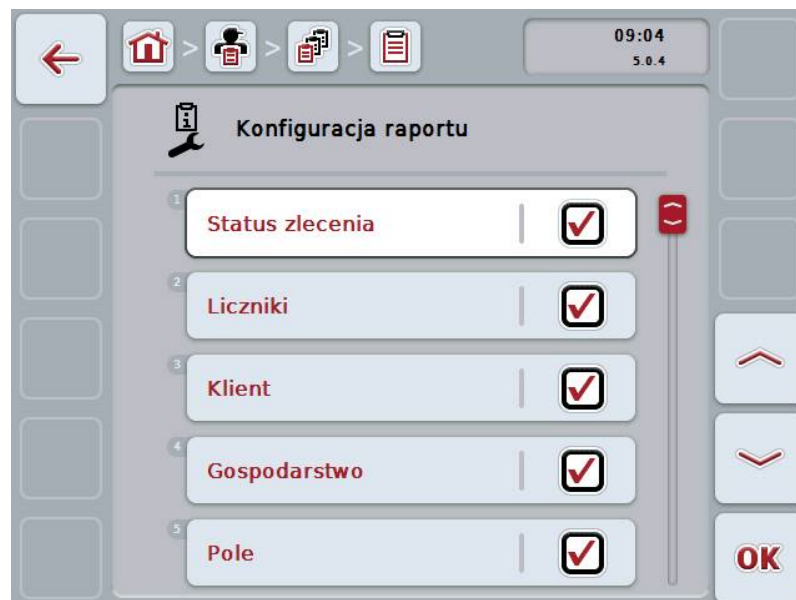 > > >
09:04
5.0.4
Konfiguracja raportu
1
Status zlecenia
2
Liczniki
3
Klient
4
Gospodarstwo
5
Pole
OK